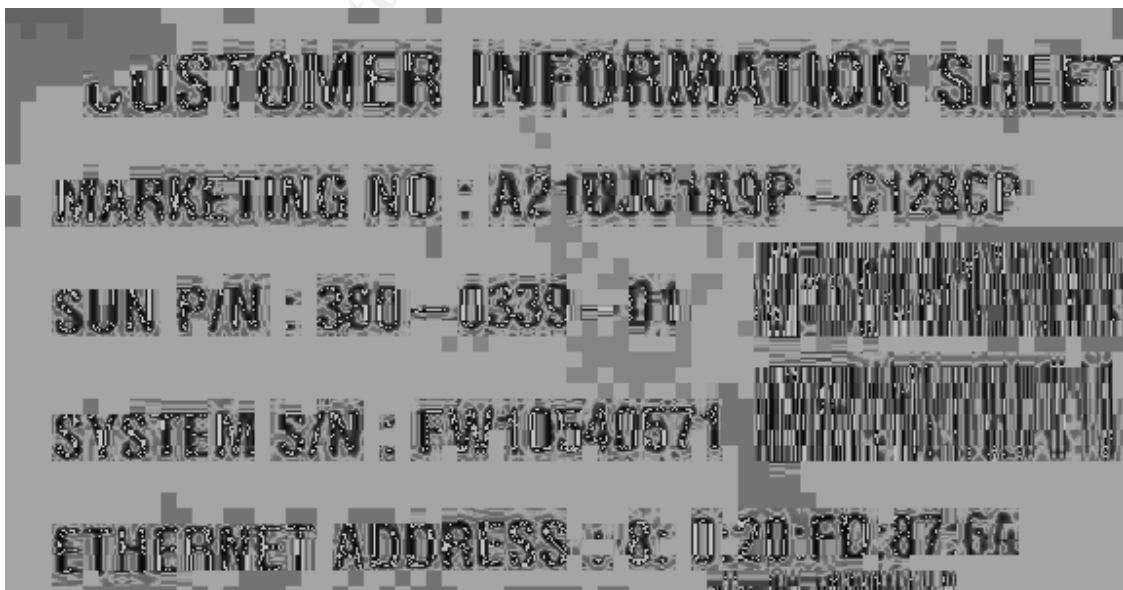 CUSTOMER INFORMATION SHEET
MARKETING NO : A21UJC1A9P-C128CP
SUN P/N : 380-0339-01
SYSTEM S/N : FW10540571
ETHERNET ADDRESS : 8: 0:20:FD:87:6A